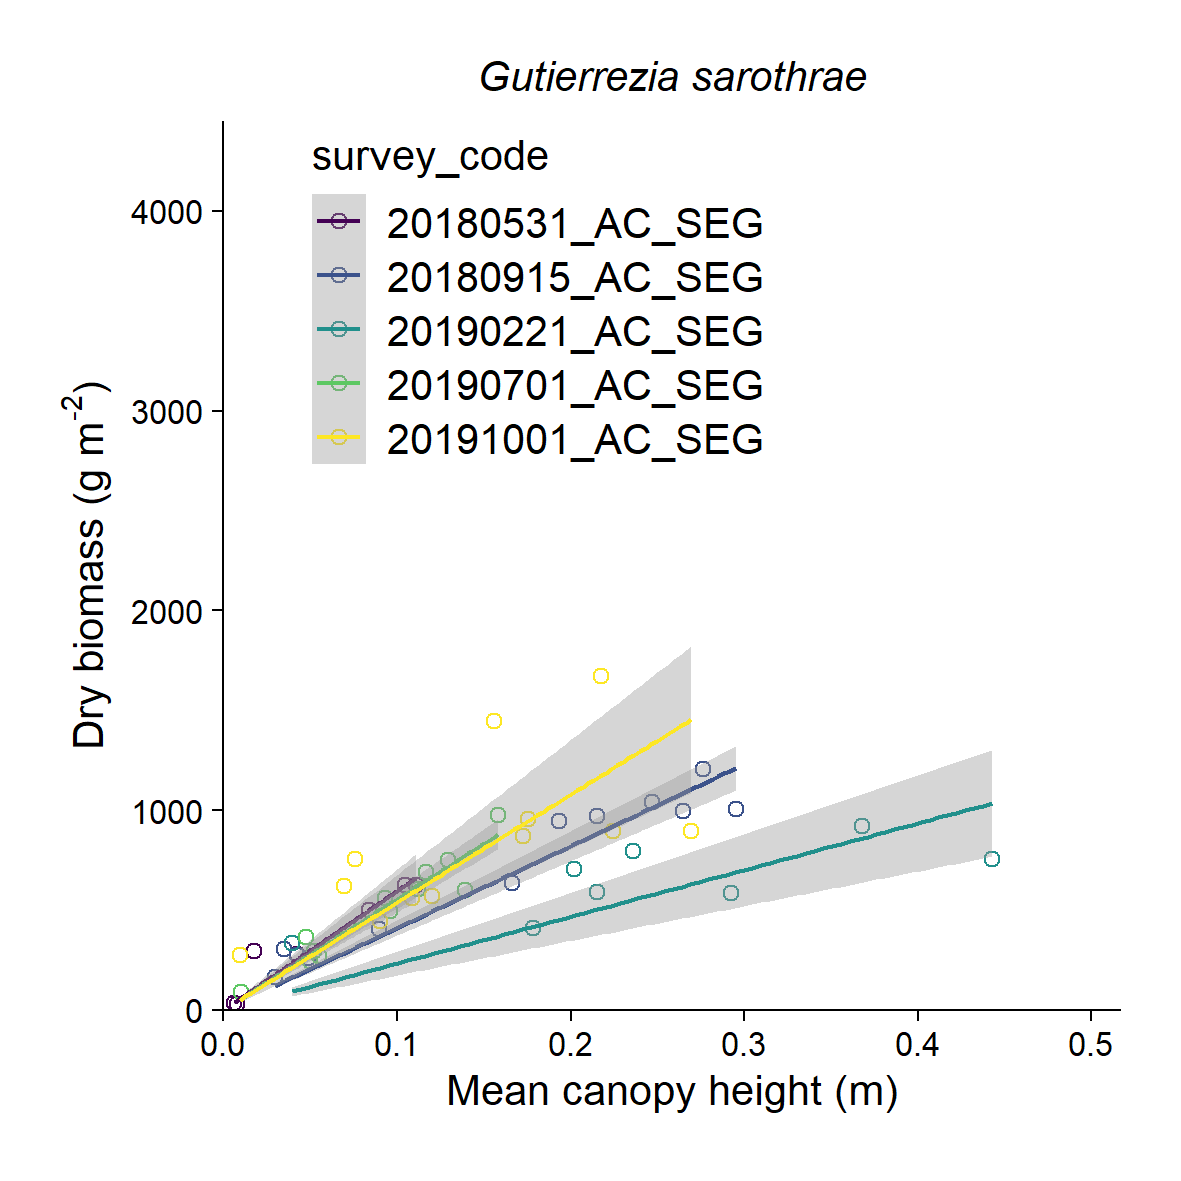 Gutierrezia sarothrae
survey_code
20180531_AC_SEG
20180915_AC_SEG
20190221_AC_SEG
20190701_AC_SEG
20191001_AC_SEG
Dry biomass (g m⁻²)
4000
3000
2000
1000
0
0.0 0.1 0.2 0.3 0.4 0.5
Mean canopy height (m)